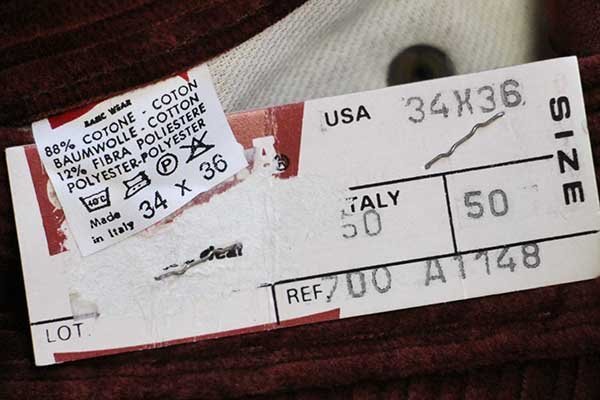 BASIC WEAR
88% COTONE - COTON
BAUMWOLLE - COTTON
12% FIBRA POLIESTERE
POLYESTER-POLYESTER
40°C P
Made
in Italy 34 x 36
USA 34X36
SIZE
A®
ITALY
50 50
REF. 700 A1148
LOT.